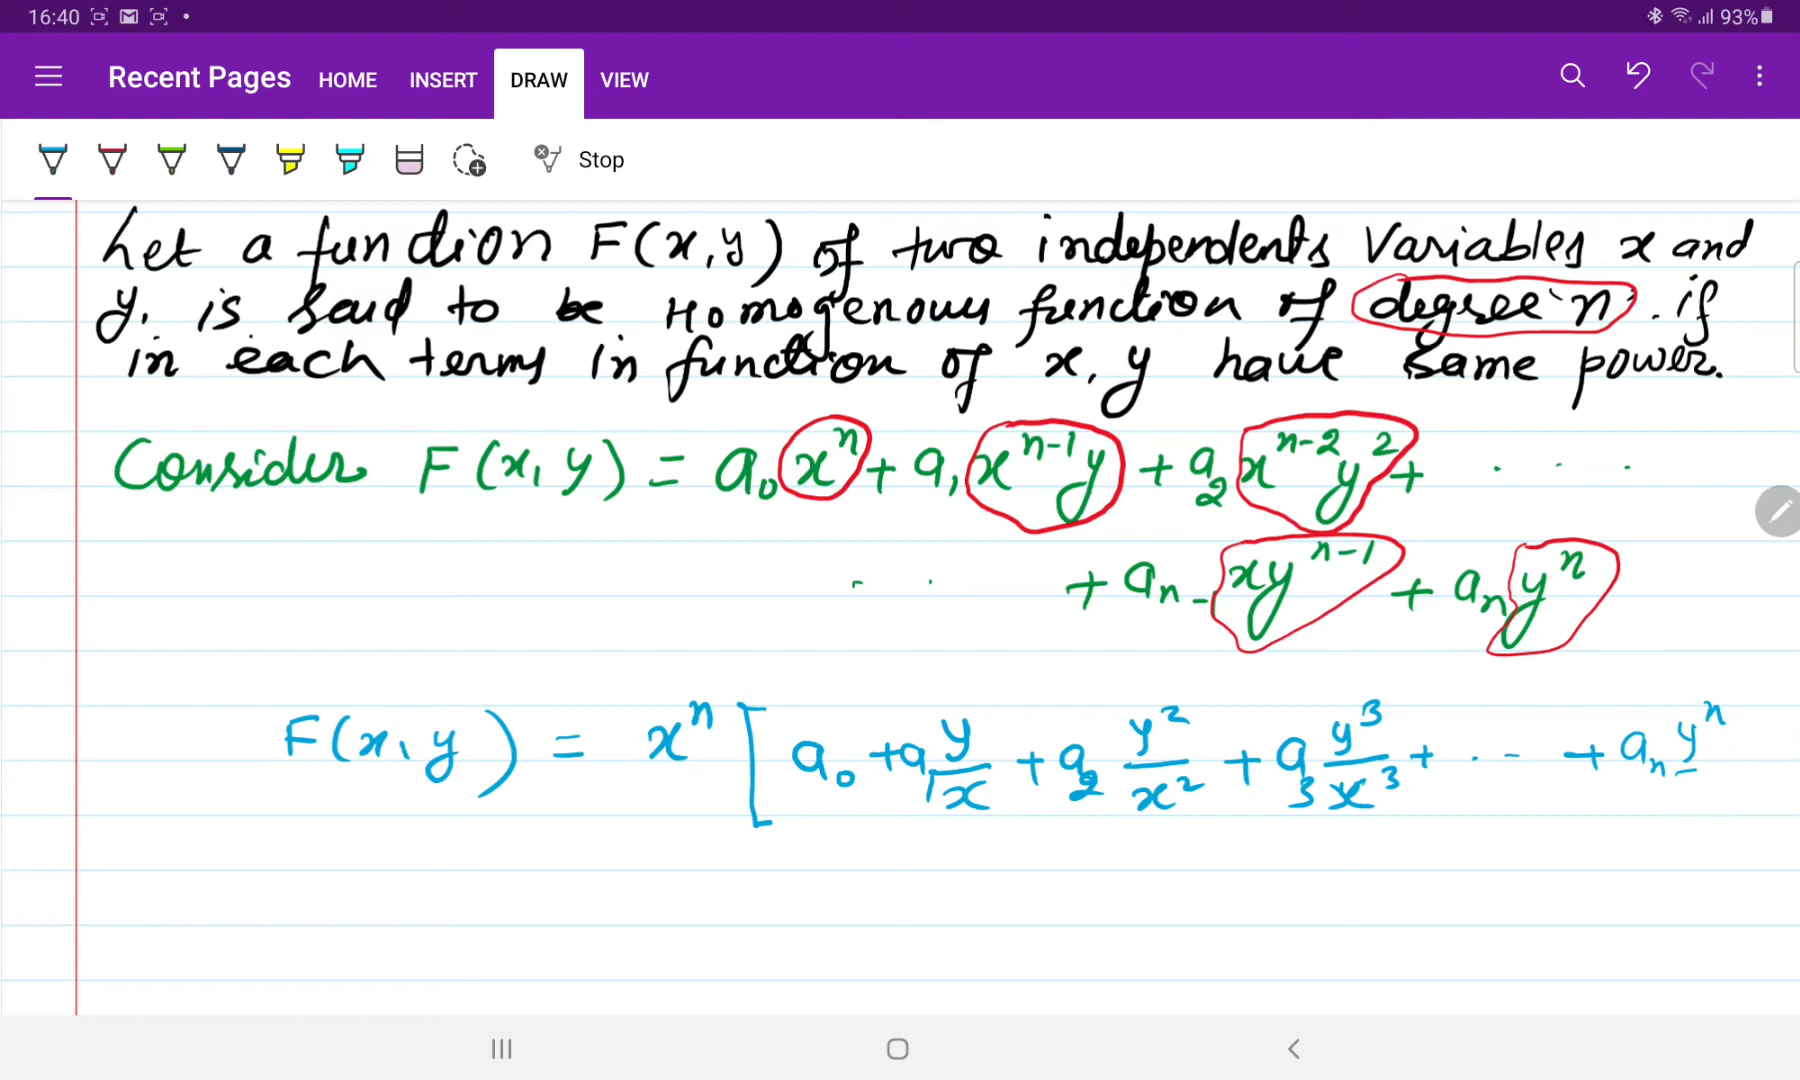 16:40 93%
Recent Pages HOME INSERT DRAW VIEW
Stop
Let a function F(x,y) of two independents Variables x and
y. is said to be Homogenous function of degree 'n'. if
in each terms in function of x, y have same power.
Consider F(x, y) = a₀xⁿ + a₁xⁿ⁻¹y + a₂xⁿ⁻²y² + . . .
. . + aₙ₋xyⁿ⁻¹ + aₙyⁿ
F(x, y) = xⁿ [ a₀ + a₁ y/x + a₂ y²/x² + a₃ y³/x³ + . . - + aₙ yⁿ